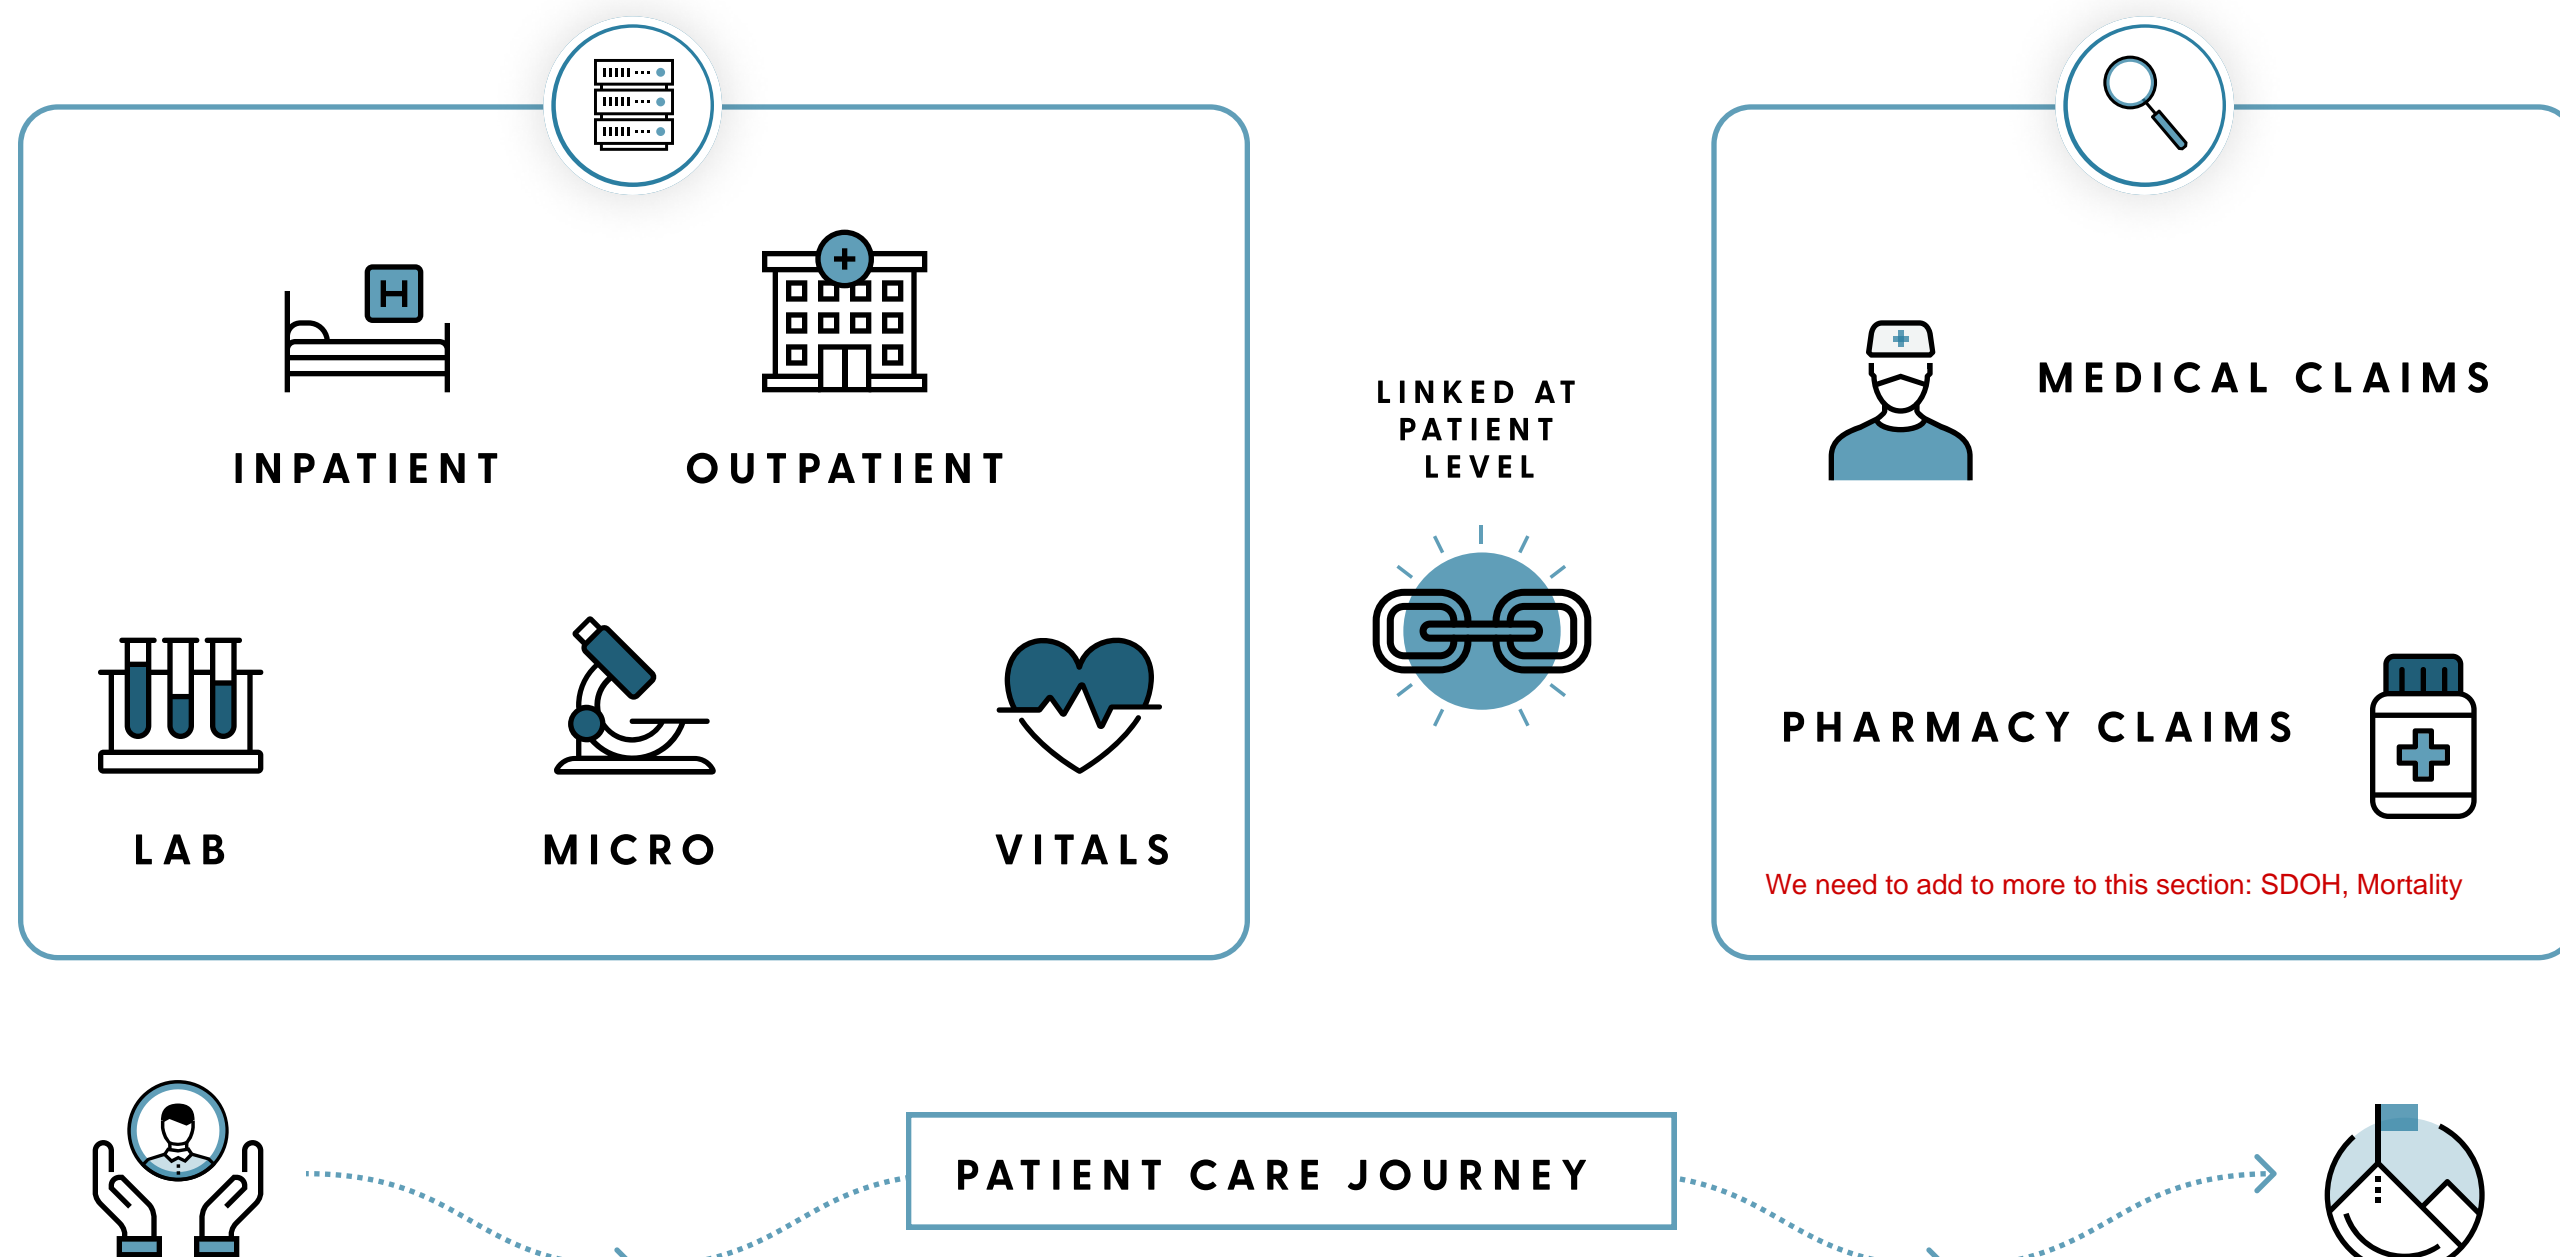 H
INPATIENT
OUTPATIENT
LAB
MICRO
VITALS
LINKED AT
PATIENT
LEVEL
MEDICAL CLAIMS
PHARMACY CLAIMS
We need to add to more to this section: SDOH, Mortality
PATIENT CARE JOURNEY